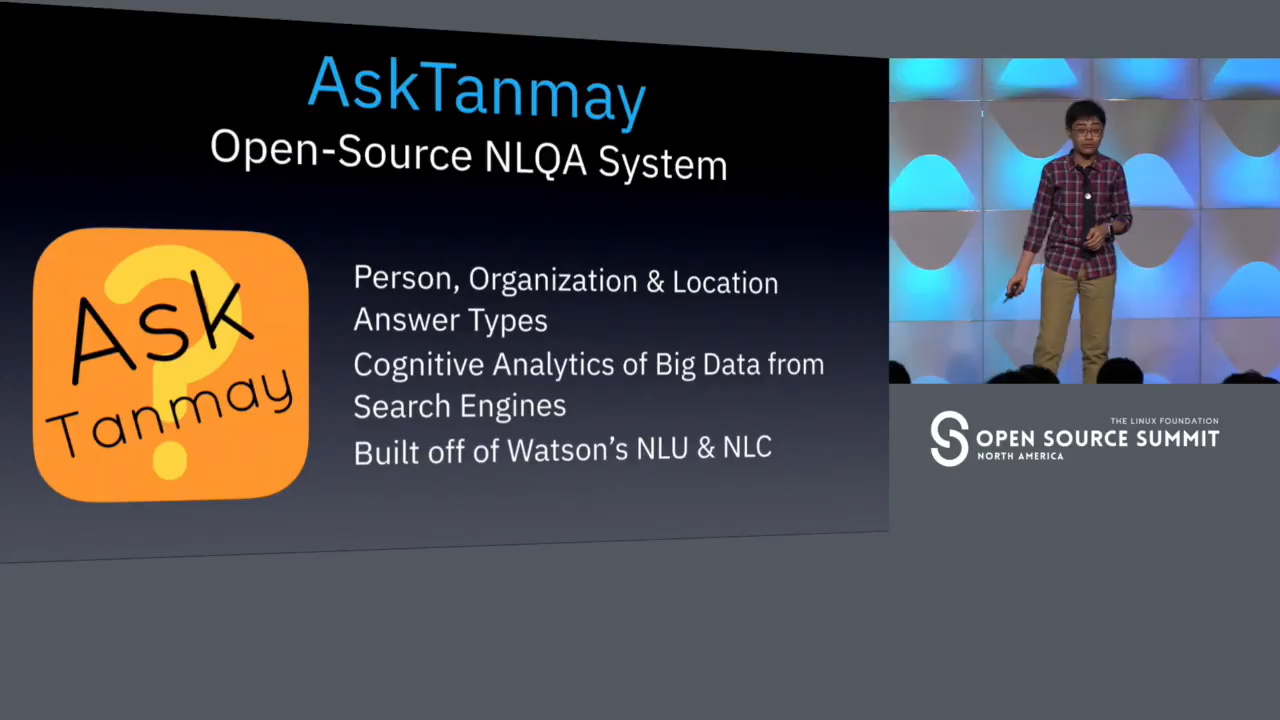 AskTanmay
Open-Source NLQA System
Ask
Tanmay
Person, Organization & Location
Answer Types
Cognitive Analytics of Big Data from
Search Engines
Built off of Watson's NLU & NLC
THE LINUX FOUNDATION
OPEN SOURCE SUMMIT
NORTH AMERICA